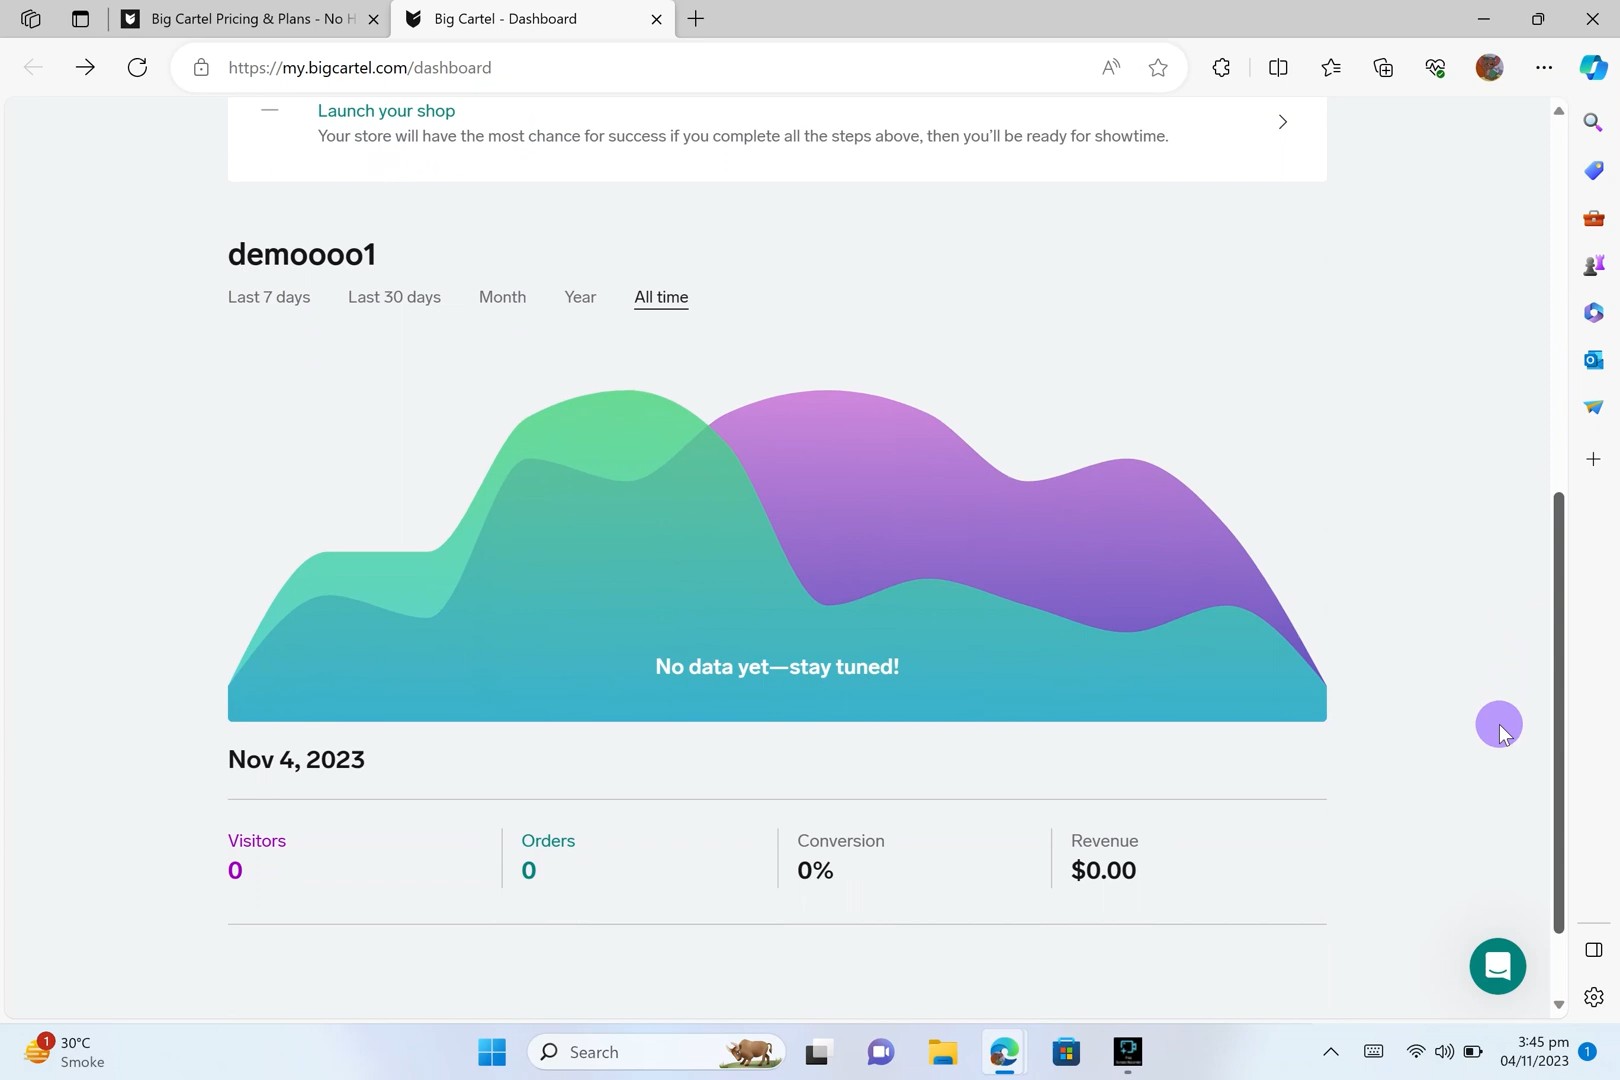 Big Cartel Pricing & Plans - No H
Big Cartel - Dashboard
https://my.bigcartel.com/dashboard
Launch your shop
Your store will have the most chance for success if you complete all the steps above, then you'll be ready for showtime.
demoooo1
Last 7 days Last 30 days Month Year All time
No data yet—stay tuned!
Nov 4, 2023
Visitors Orders Conversion Revenue
0 0 0% $0.00
1 30°C
Smoke
Search
3:45 pm
04/11/2023
1